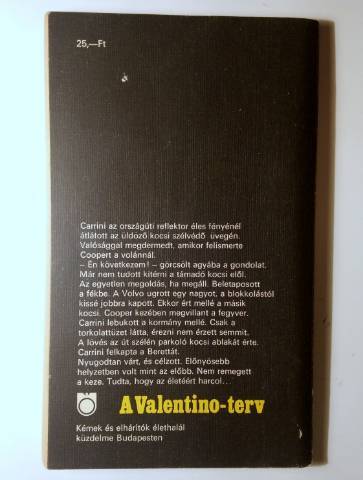 25,—Ft
Carrini az országúti reflektor éles fényénél
átlátott az üldöző kocsi szélvédő üvegén.
Valósággal megdermedt, amikor felismerte
Coopert a volánnál.
– Én következem! – görcsölt agyába a gondolat.
Már nem tudott kitérni a támadó kocsi elől.
Az egyetlen megoldás, ha megáll. Beletaposott
a fékbe. A Volvo ugrott egy nagyot, a blokkolástól
kissé jobbra kapott. Ekkor ért mellé a másik
kocsi. Cooper kezében megvillant a fegyver.
Carrini lebukott a kormány mellé. Csak a
torkolattüzet látta, érezni nem érzett semmit.
A lövés az út szélén parkoló kocsi ablakát érte.
Carrini felkapta a Berettát.
Nyugodtan várt, és célzott. Előnyösebb
helyzetben volt mint az előbb. Nem remegett
a keze. Tudta, hogy az életéért harcol...
A Valentino-terv
Kémek és elhárítók élethalál
küzdelme Budapesten